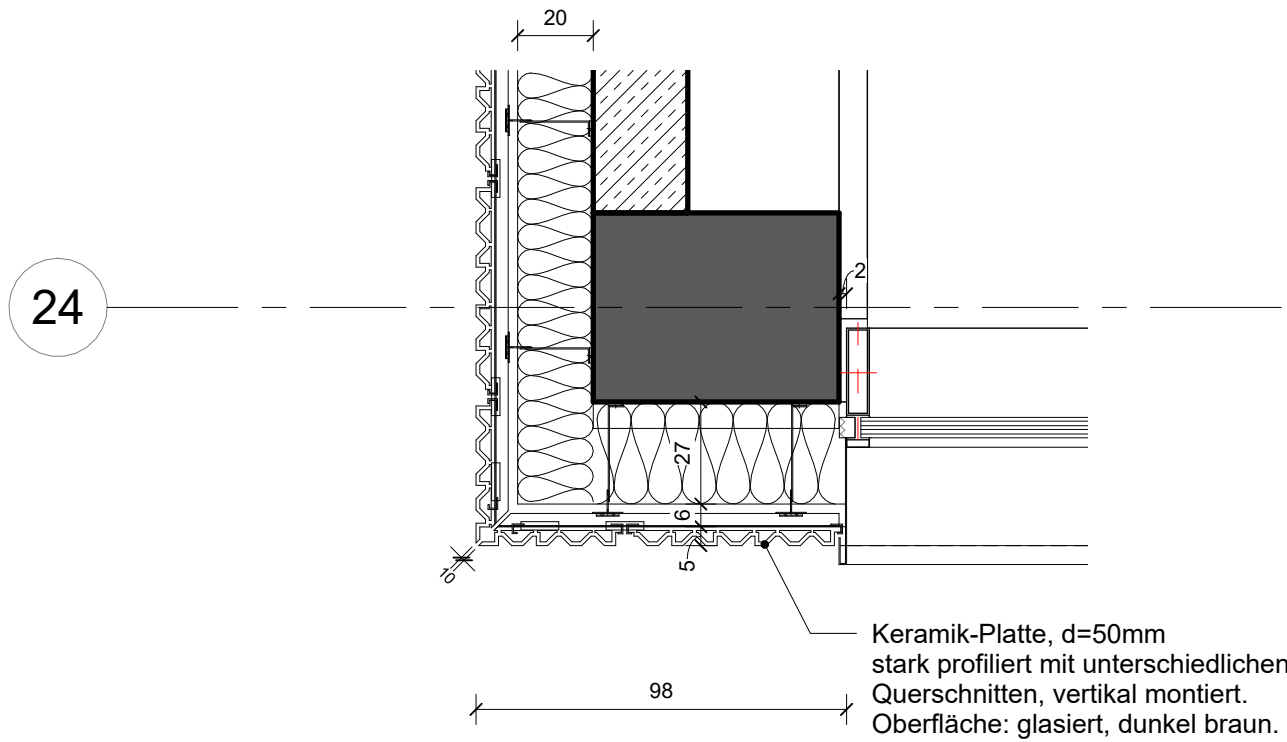 20
24
2
27
6
5
10
Keramik-Platte, d=50mm
stark profiliert mit unterschiedlichen
Querschnitten, vertikal montiert.
Oberfläche: glasiert, dunkel braun.
98